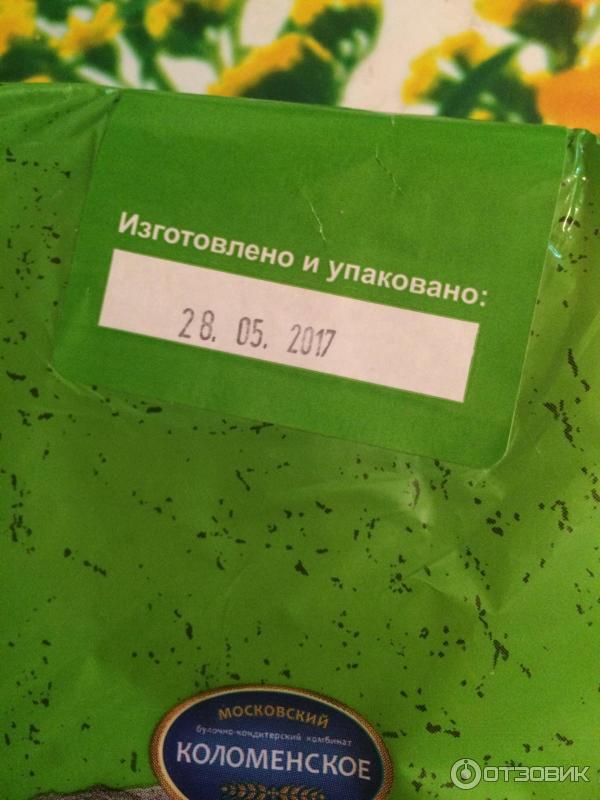 Изготовлено и упаковано:
28. 05. 2017
МОСКОВСКИЙ
булочно-кондитерский комбинат
КОЛОМЕНСКОЕ
ОТЗОВИК